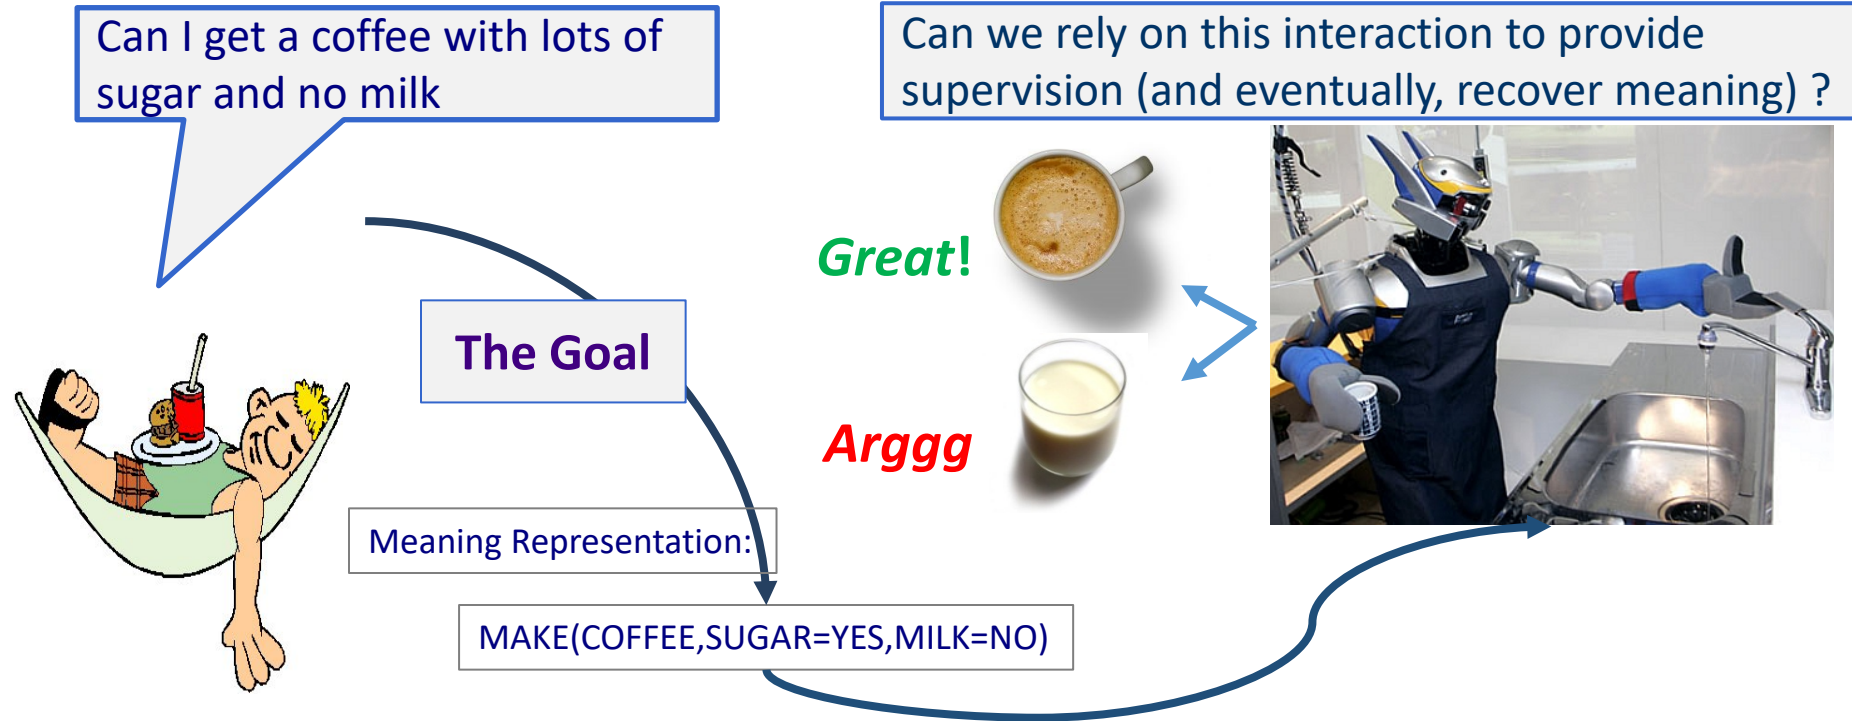 Can I get a coffee with lots of
sugar and no milk
Can we rely on this interaction to provide
supervision (and eventually, recover meaning) ?
Great!
The Goal
Arggg
Meaning Representation:
MAKE(COFFEE,SUGAR=YES,MILK=NO)